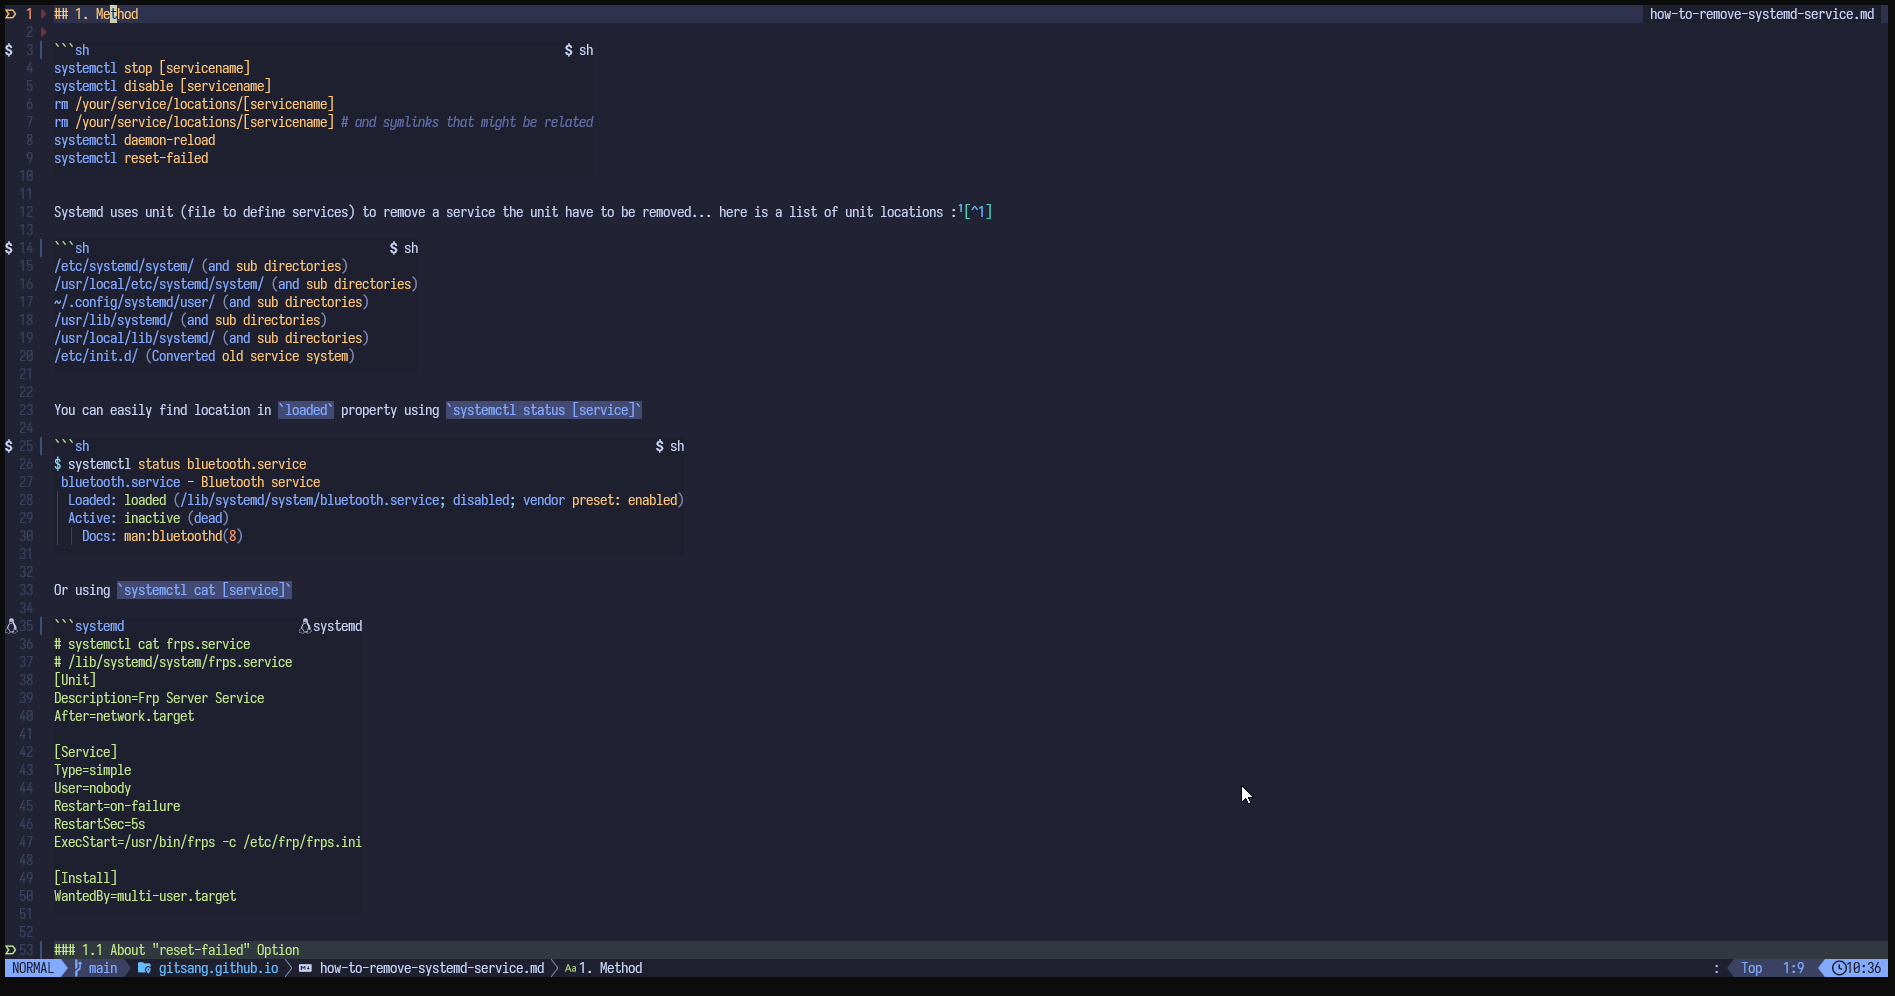 1 ## 1. Method how-to-remove-systemd-service.md
2
$ 3 ```sh $ sh
4 systemctl stop [servicename]
5 systemctl disable [servicename]
6 rm /your/service/locations/[servicename]
7 rm /your/service/locations/[servicename] # and symlinks that might be related
8 systemctl daemon-reload
9 systemctl reset-failed
10
11
12 Systemd uses unit (file to define services) to remove a service the unit have to be removed... here is a list of unit locations :¹[^1]
13
$ 14 ```sh $ sh
15 /etc/systemd/system/ (and sub directories)
16 /usr/local/etc/systemd/system/ (and sub directories)
17 ~/.config/systemd/user/ (and sub directories)
18 /usr/lib/systemd/ (and sub directories)
19 /usr/local/lib/systemd/ (and sub directories)
20 /etc/init.d/ (Converted old service system)
21
22
23 You can easily find location in `loaded` property using `systemctl status [service]`
24
$ 25 ```sh $ sh
26 $ systemctl status bluetooth.service
27 bluetooth.service - Bluetooth service
28 Loaded: loaded (/lib/systemd/system/bluetooth.service; disabled; vendor preset: enabled)
29 Active: inactive (dead)
30 Docs: man:bluetoothd(8)
31
32
33 Or using `systemctl cat [service]`
34
35 ```systemd systemd
36 # systemctl cat frps.service
37 # /lib/systemd/system/frps.service
38 [Unit]
39 Description=Frp Server Service
40 After=network.target
41
42 [Service]
43 Type=simple
44 User=nobody
45 Restart=on-failure
46 RestartSec=5s
47 ExecStart=/usr/bin/frps -c /etc/frp/frps.ini
48
49 [Install]
50 WantedBy=multi-user.target
51
52
53 ### 1.1 About "reset-failed" Option
NORMAL main gitsang.github.io how-to-remove-systemd-service.md Aa 1. Method : Top 1:9 10:36